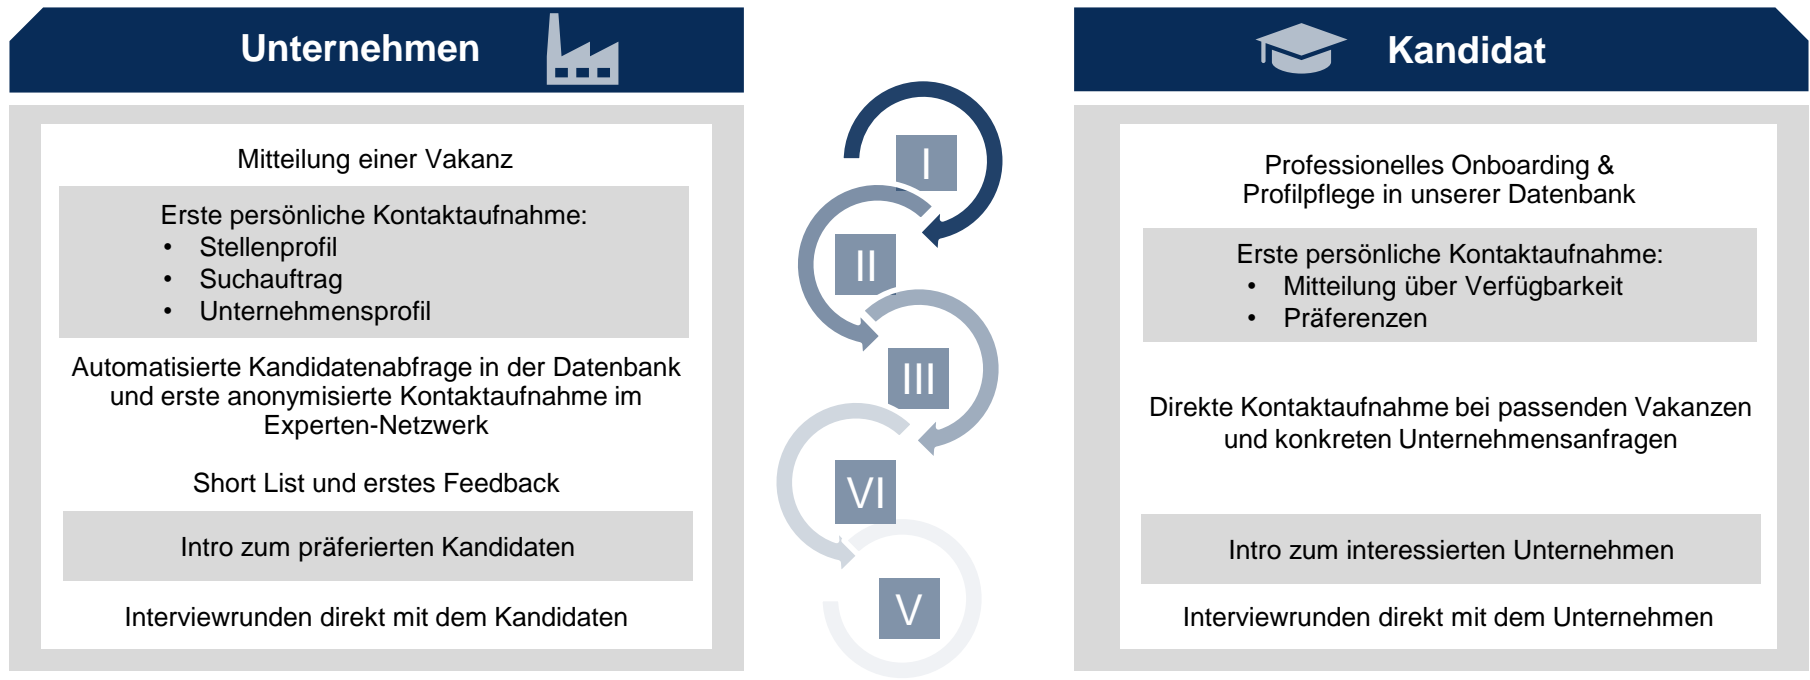 Unternehmen
Mitteilung einer Vakanz
Erste persönliche Kontaktaufnahme:
• Stellenprofil
• Suchauftrag
• Unternehmensprofil
Automatisierte Kandidatenabfrage in der Datenbank
und erste anonymisierte Kontaktaufnahme im
Experten-Netzwerk
Short List und erstes Feedback
Intro zum präferierten Kandidaten
Interviewrunden direkt mit dem Kandidaten
I
II
III
VI
V
Kandidat
Professionelles Onboarding &
Profilpflege in unserer Datenbank
Erste persönliche Kontaktaufnahme:
• Mitteilung über Verfügbarkeit
• Präferenzen
Direkte Kontaktaufnahme bei passenden Vakanzen
und konkreten Unternehmensanfragen
Intro zum interessierten Unternehmen
Interviewrunden direkt mit dem Unternehmen